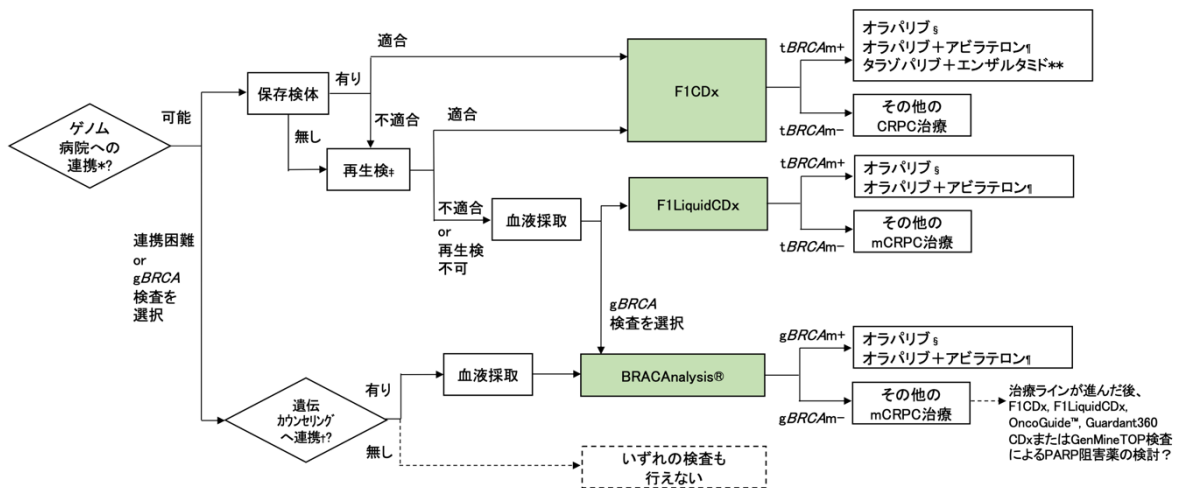 ゲノム
病院への
連携*?
可能
連携困難
or
gBRCA
検査を
選択
保存検体
有り
適合
無し
不適合
再生検‡
適合
不適合
or
再生検
不可
血液採取
F1CDx
tBRCAm+
オラパリブ§
オラパリブ＋アビラテロン¶
タラゾパリブ＋エンザルタミド**
tBRCAm−
その他の
CRPC治療
F1LiquidCDx
tBRCAm+
オラパリブ§
オラパリブ＋アビラテロン¶
tBRCAm−
その他の
mCRPC治療
gBRCA
検査を選択
遺伝
カウンセリング
へ連携†?
有り
血液採取
BRACAnalysis®
gBRCAm+
オラパリブ§
オラパリブ＋アビラテロン¶
gBRCAm−
その他の
mCRPC治療
治療ラインが進んだ後、
F1CDx, F1LiquidCDx,
OncoGuide™, Guardant360
CDxまたはGenMineTOP検査
によるPARP阻害薬の検討？
無し
いずれの検査も
行えない